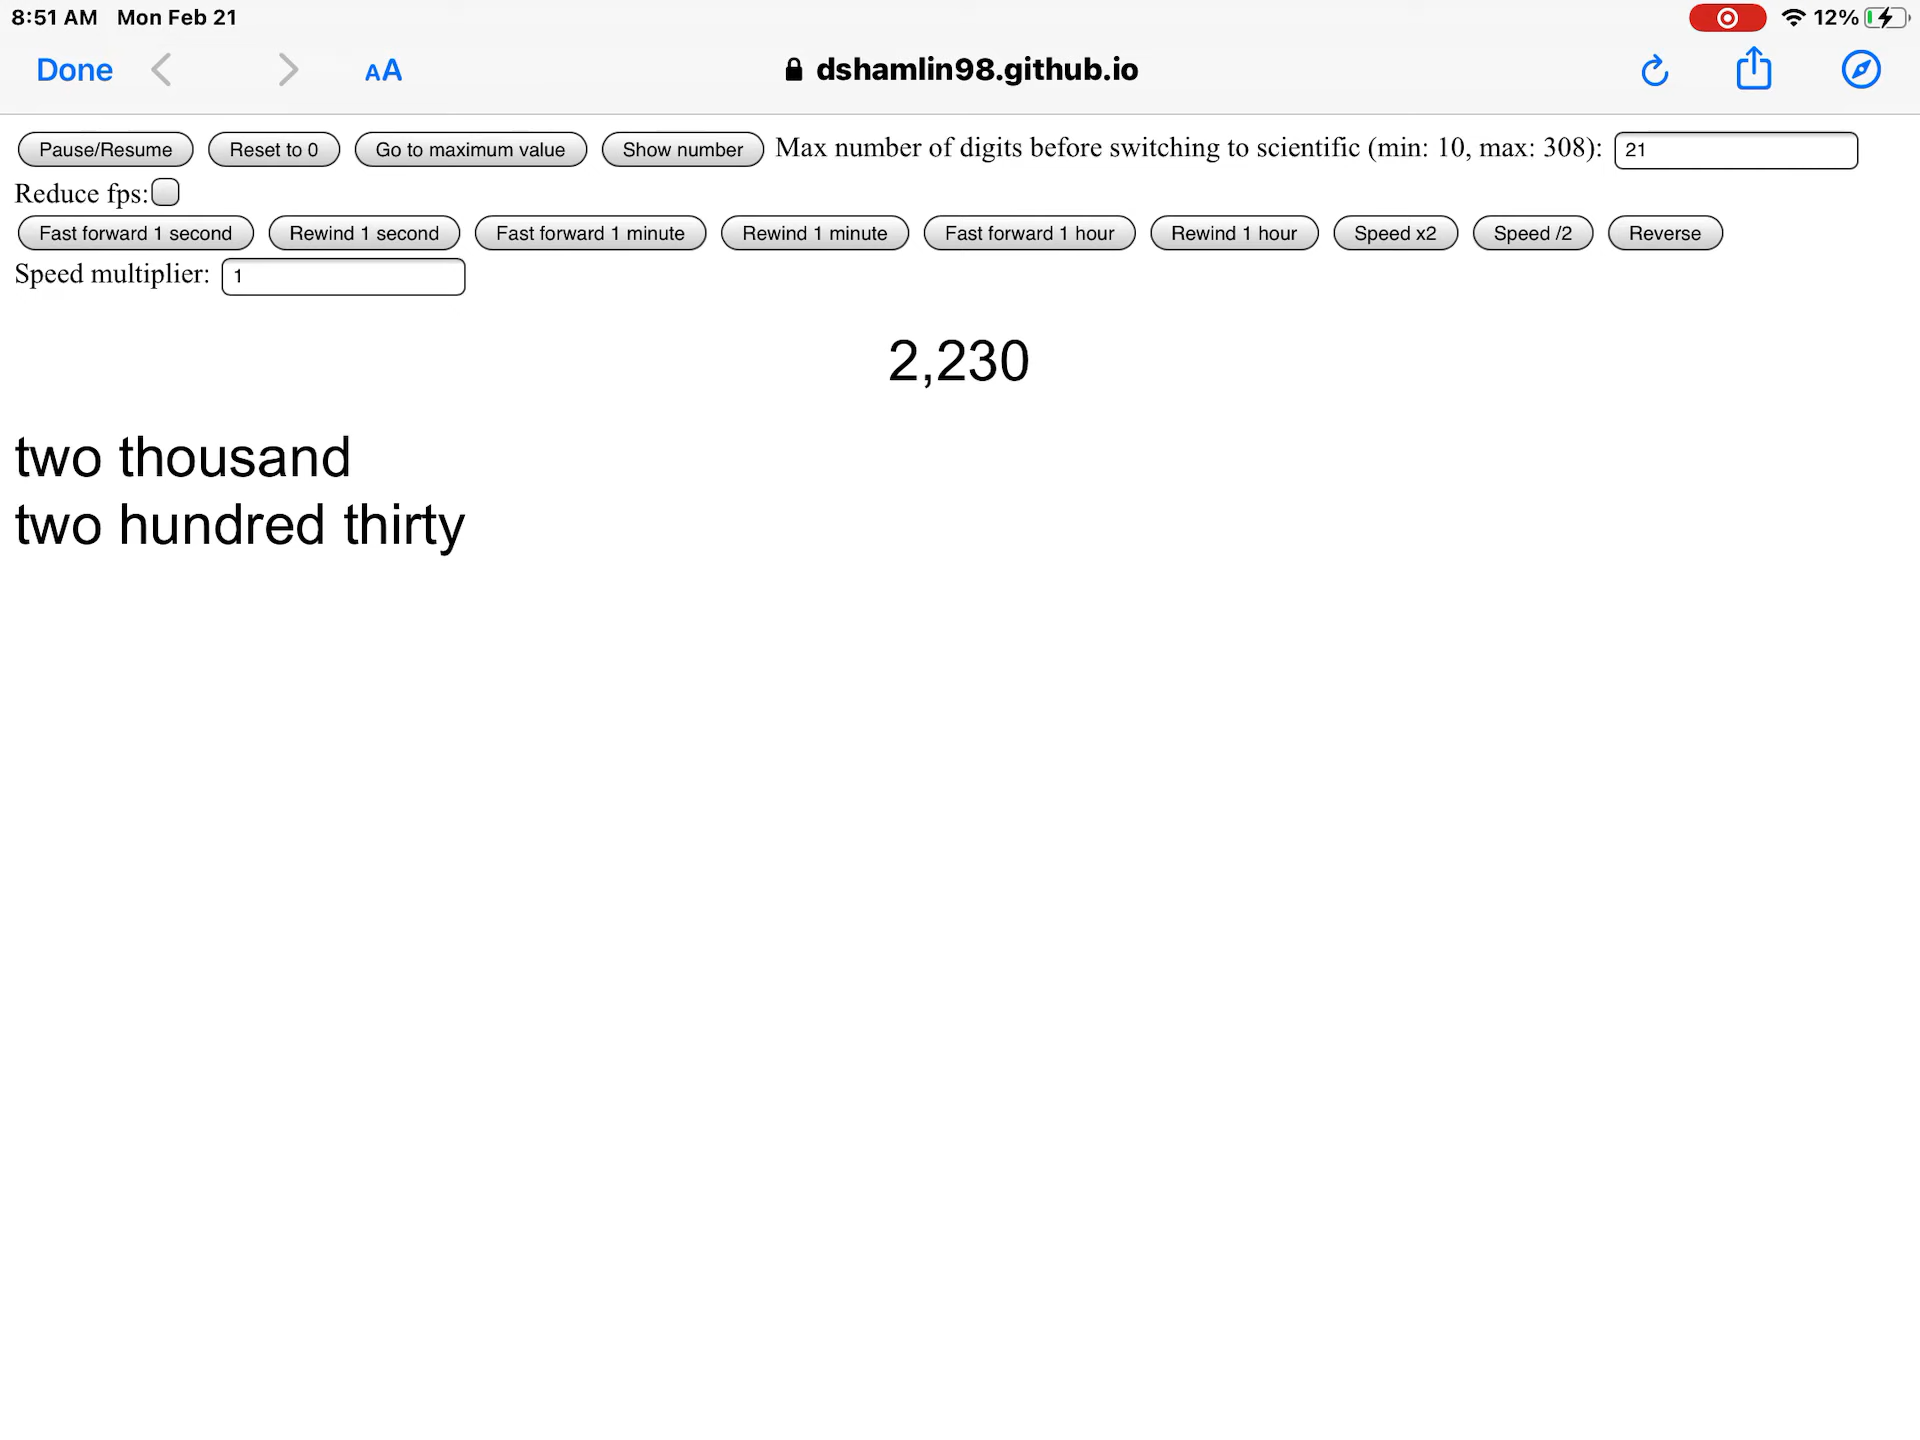 8:51 AM Mon Feb 21 12%
Done AA dshamlin98.github.io
Pause/Resume Reset to 0 Go to maximum value Show number Max number of digits before switching to scientific (min: 10, max: 308): 21
Reduce fps:
Fast forward 1 second Rewind 1 second Fast forward 1 minute Rewind 1 minute Fast forward 1 hour Rewind 1 hour Speed x2 Speed /2 Reverse
Speed multiplier: 1
2,230
two thousand
two hundred thirty